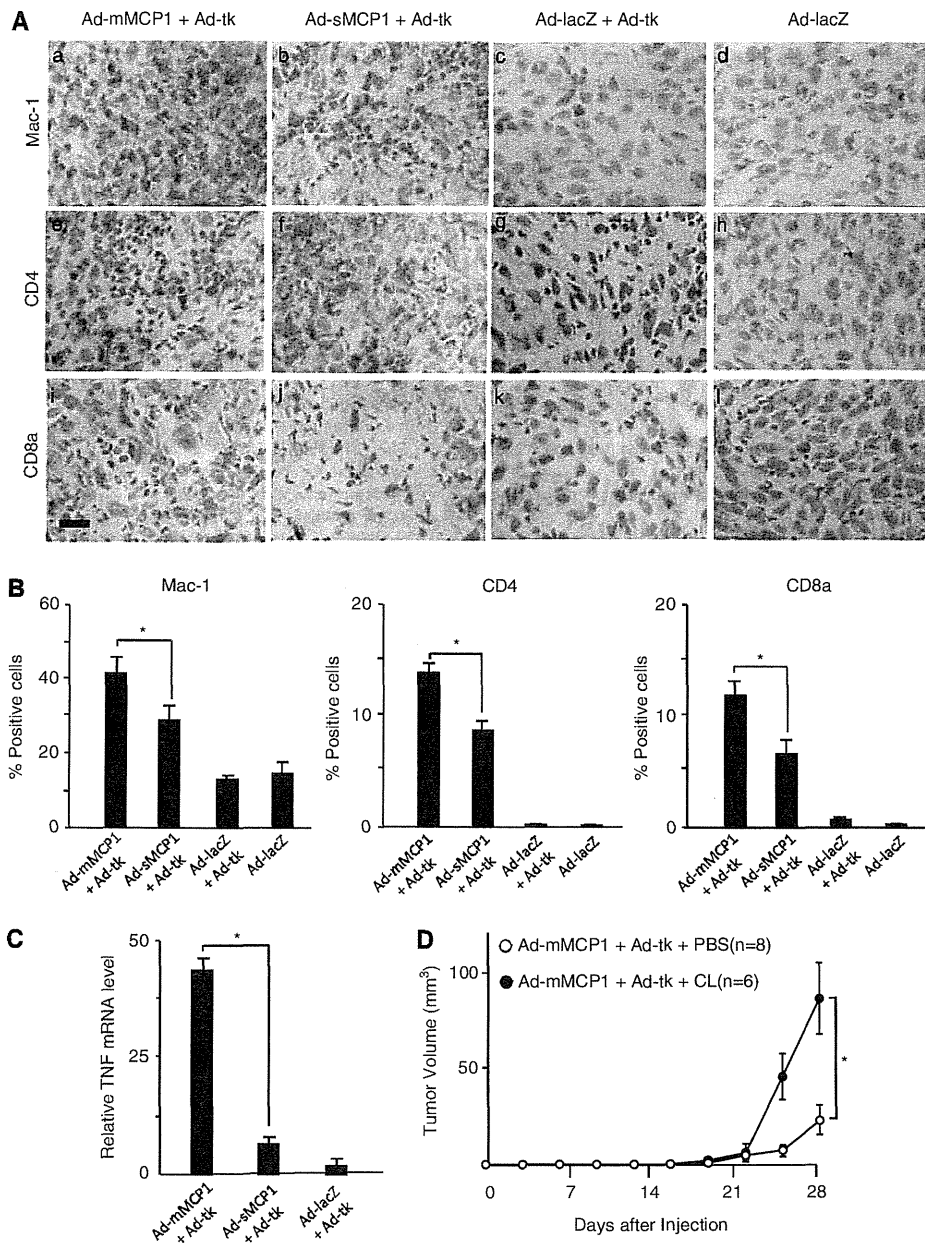 A
Ad-mMCP1 + Ad-tk Ad-sMCP1 + Ad-tk Ad-lacZ + Ad-tk Ad-lacZ
Mac-1
a b c d
CD4
e f g h
CD8a
i j k l
B
Mac-1
% Positive cells
60
40
20
0
*
Ad-mMCP1
+ Ad-tk
Ad-sMCP1
+ Ad-tk
Ad-lacZ
+ Ad-tk
Ad-lacZ
CD4
% Positive cells
20
10
0
*
Ad-mMCP1
+ Ad-tk
Ad-sMCP1
+ Ad-tk
Ad-lacZ
+ Ad-tk
Ad-lacZ
CD8a
% Positive cells
20
10
0
*
Ad-mMCP1
+ Ad-tk
Ad-sMCP1
+ Ad-tk
Ad-lacZ
+ Ad-tk
Ad-lacZ
C
Relative TNF mRNA level
50
25
0
*
Ad-mMCP1
+ Ad-tk
Ad-sMCP1
+ Ad-tk
Ad-lacZ
+ Ad-tk
D
Ad-mMCP1 + Ad-tk + PBS(n=8)
Ad-mMCP1 + Ad-tk + CL(n=6)
Tumor Volume (mm³)
100
50
*
0 7 14 21 28
Days after Injection